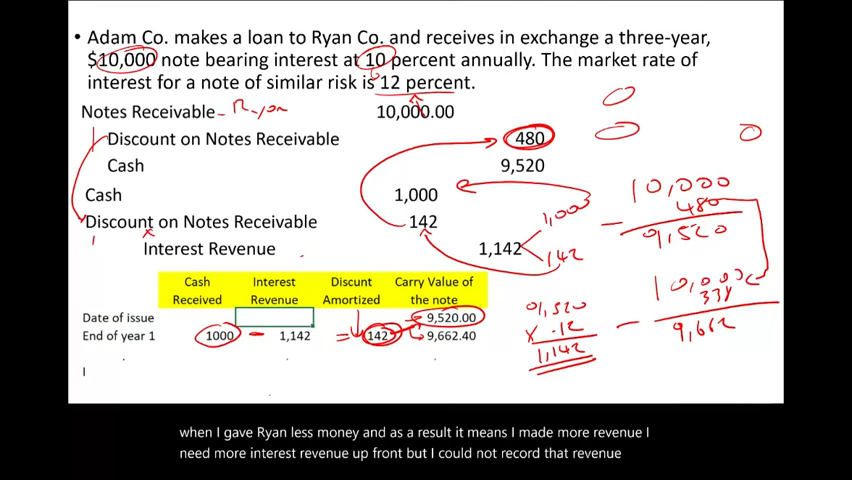 • Adam Co. makes a loan to Ryan Co. and receives in exchange a three-year,
$10,000 note bearing interest at 10 percent annually. The market rate of
interest for a note of similar risk is 12 percent.
Notes Receivable - Ryan 10,000.00
Discount on Notes Receivable 480
Cash 9,520
Cash 1,000
Discount on Notes Receivable 142
Interest Revenue 1,142
1,000
142
10,000
480
- 9,520
10,000
338
- 9,662
9,520
x .12
1,142
Cash Interest Discunt Carry Value of
Received Revenue Amortized the note
Date of issue 9,520.00
End of year 1 1000 - 1,142 = 142 9,662.40
when I gave Ryan less money and as a result it means I made more revenue I
need more interest revenue up front but I could not record that revenue